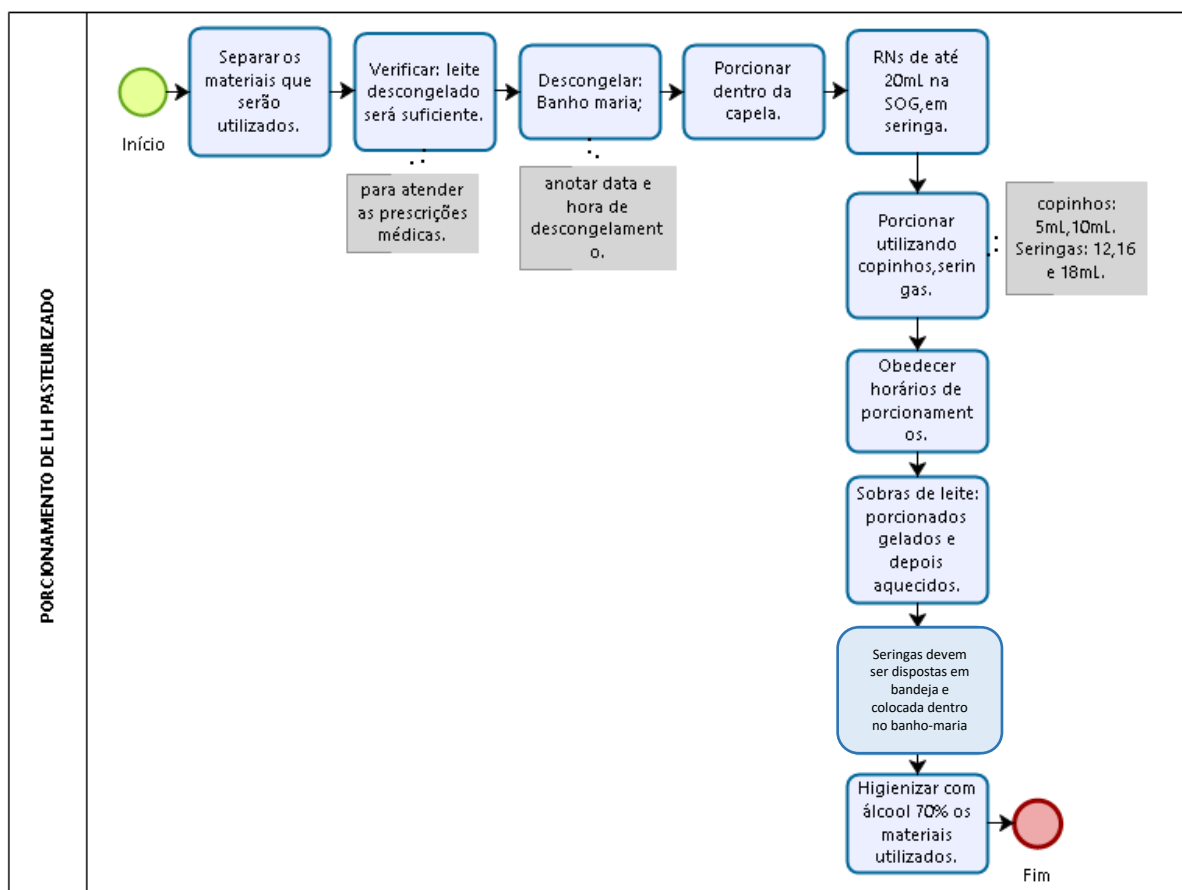 PORCIONAMENTO DE LH PASTEURIZADO
Início
Separar os
materiais que
serão
utilizados.
Verificar: leite
descongelado
será suficiente.
para atender
as prescrições
médicas.
Descongelar:
Banho maria;
anotar data e
hora de
descongelament
o.
Porcionar
dentro da
capela.
RNs de até
20mL na
SOG,em
seringa.
Porcionar
utilizando
copinhos,serin
gas.
copinhos:
5mL,10mL.
Seringas: 12,16
e 18mL.
Obedecer
horários de
porcionament
os.
Sobras de leite:
porcionados
gelados e
depois
aquecidos.
Seringas devem
ser dispostas em
bandeja e
colocada dentro
no banho-maria
Higienizar com
álcool 70% os
materiais
utilizados.
Fim